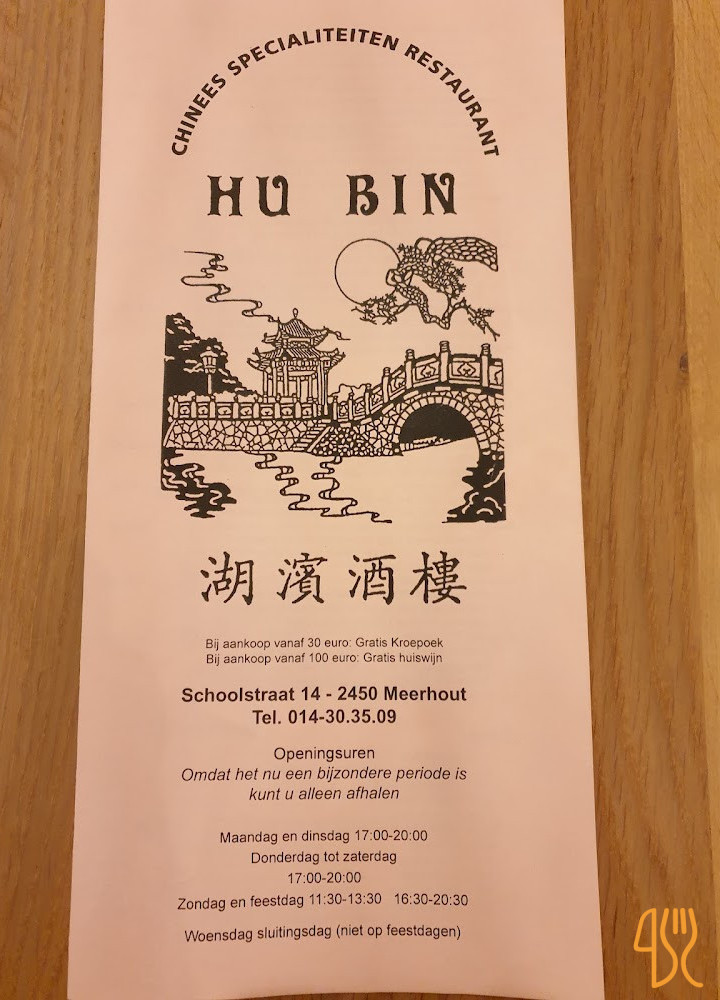 CHINEES SPECIALITEITEN RESTAURANT
HU BIN
湖濱酒樓
Bij aankoop vanaf 30 euro: Gratis Kroepoek
Bij aankoop vanaf 100 euro: Gratis huiswijn
Schoolstraat 14 - 2450 Meerhout
Tel. 014-30.35.09
Openingsuren
Omdat het nu een bijzondere periode is
kunt u alleen afhalen
Maandag en dinsdag 17:00-20:00
Donderdag tot zaterdag
17:00-20:00
Zondag en feestdag 11:30-13:30 16:30-20:30
Woensdag sluitingsdag (niet op feestdagen)